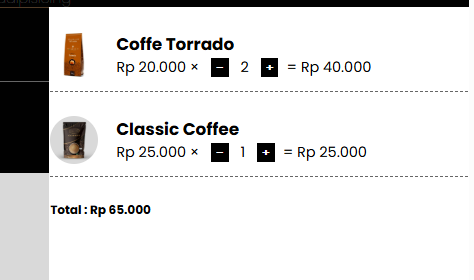 Coffe Torrado
Rp 20.000 × − 2 + = Rp 40.000
Classic Coffee
Rp 25.000 × − 1 + = Rp 25.000
Total : Rp 65.000